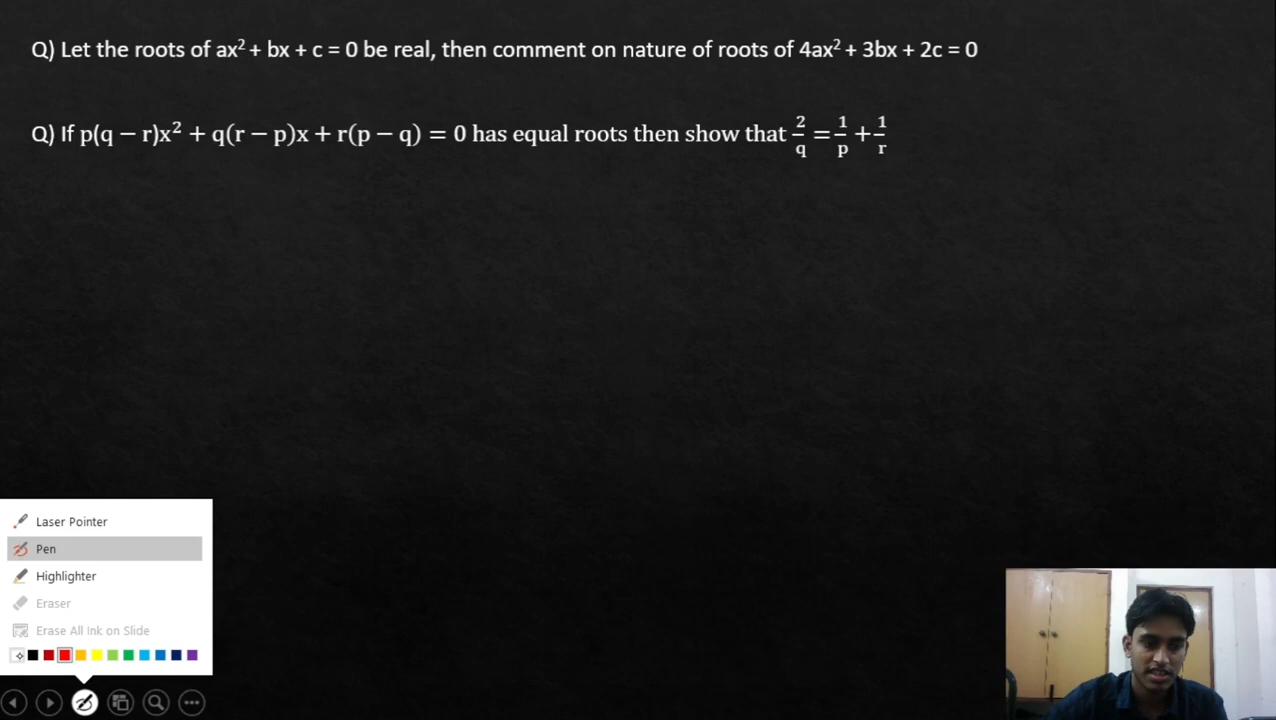 Q) Let the roots of ax² + bx + c = 0 be real, then comment on nature of roots of 4ax² + 3bx + 2c = 0
Q) If p(q − r)x² + q(r − p)x + r(p − q) = 0 has equal roots then show that 2/q = 1/p + 1/r
Laser Pointer
Pen
Highlighter
Eraser
Erase All Ink on Slide